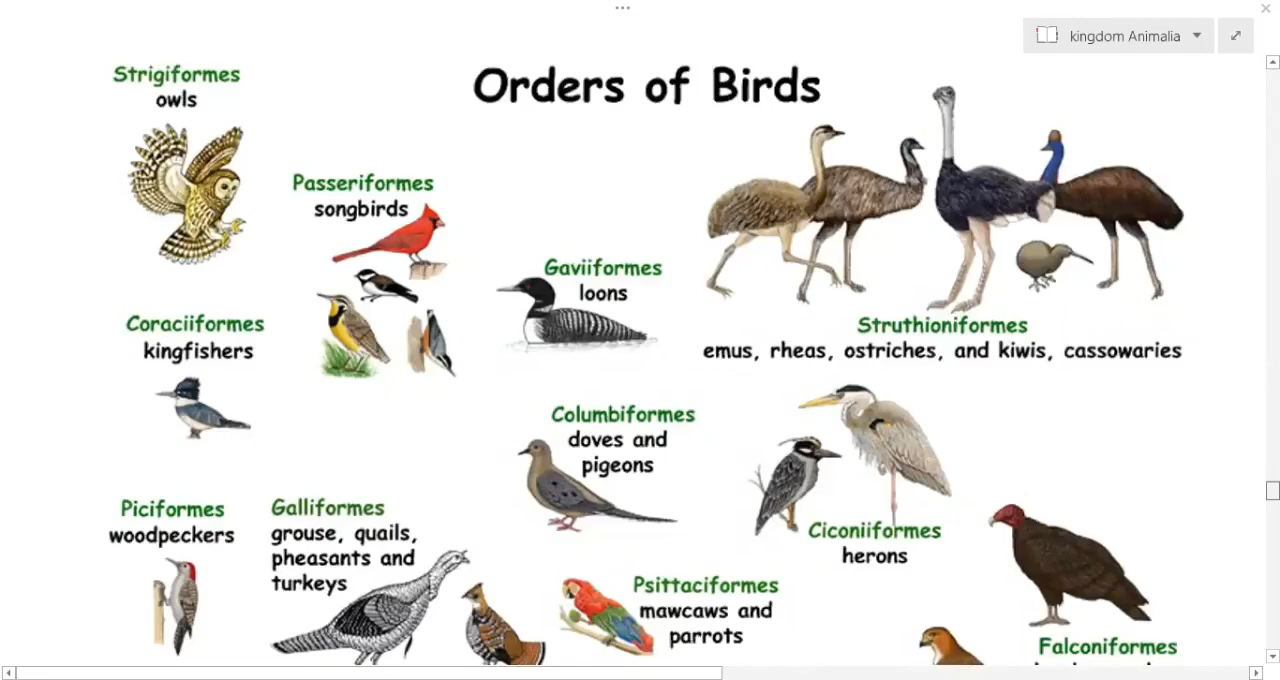 kingdom Animalia
Orders of Birds
Strigiformes
owls
Passeriformes
songbirds
Gaviiformes
loons
Struthioniformes
emus, rheas, ostriches, and kiwis, cassowaries
Coraciiformes
kingfishers
Columbiformes
doves and
pigeons
Ciconiiformes
herons
Piciformes
woodpeckers
Galliformes
grouse, quails,
pheasants and
turkeys
Psittaciformes
mawcaws and
parrots
Falconiformes